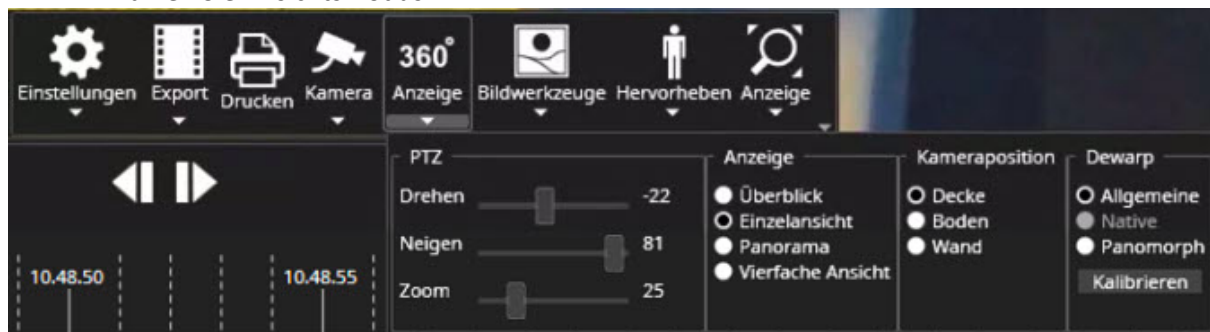 Einstellungen
Export
Drucken
Kamera
360°
Anzeige
Bildwerkzeuge
Hervorheben
Anzeige
10.48.50
10.48.55
PTZ
Drehen -22
Neigen 81
Zoom 25
Anzeige
Überblick
Einzelansicht
Panorama
Vierfache Ansicht
Kameraposition
Decke
Boden
Wand
Dewarp
Allgemeine
Native
Panomorph
Kalibrieren